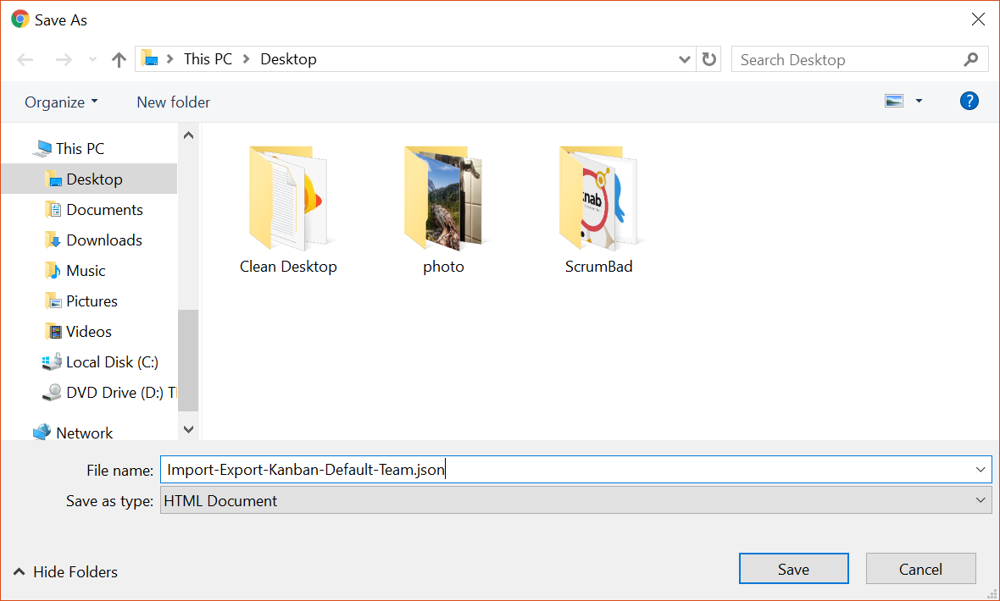 Save As
This PC > Desktop
Search Desktop
Organize
New folder
?
This PC
Desktop
Documents
Downloads
Music
Pictures
Videos
Local Disk (C:)
DVD Drive (D:)
Network
nab
Clean Desktop
photo
ScrumBad
File name: Import-Export-Kanban-Default-Team.json
Save as type: HTML Document
Hide Folders
Save
Cancel